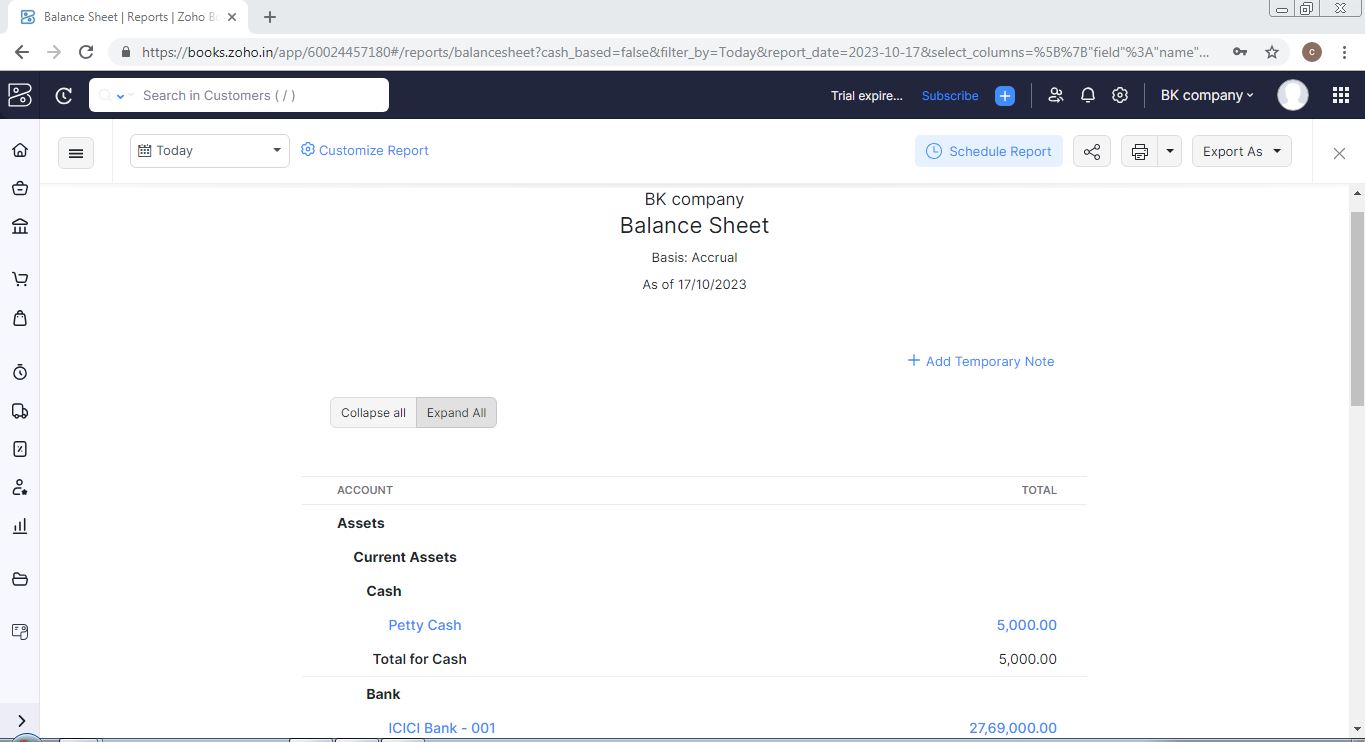 Balance Sheet | Reports | Zoho Bo
https://books.zoho.in/app/60024457180#/reports/balancesheet?cash_based=false&filter_by=Today&report_date=2023-10-17&select_columns=%5B%7B"field"%3A"name"...
C
Search in Customers ( / )
Trial expire...
Subscribe
BK company
Today
Customize Report
Schedule Report
Export As
BK company
Balance Sheet
Basis: Accrual
As of 17/10/2023
Add Temporary Note
Collapse all Expand All
ACCOUNT TOTAL
Assets
Current Assets
Cash
Petty Cash 5,000.00
Total for Cash 5,000.00
Bank
ICICI Bank - 001 27,69,000.00